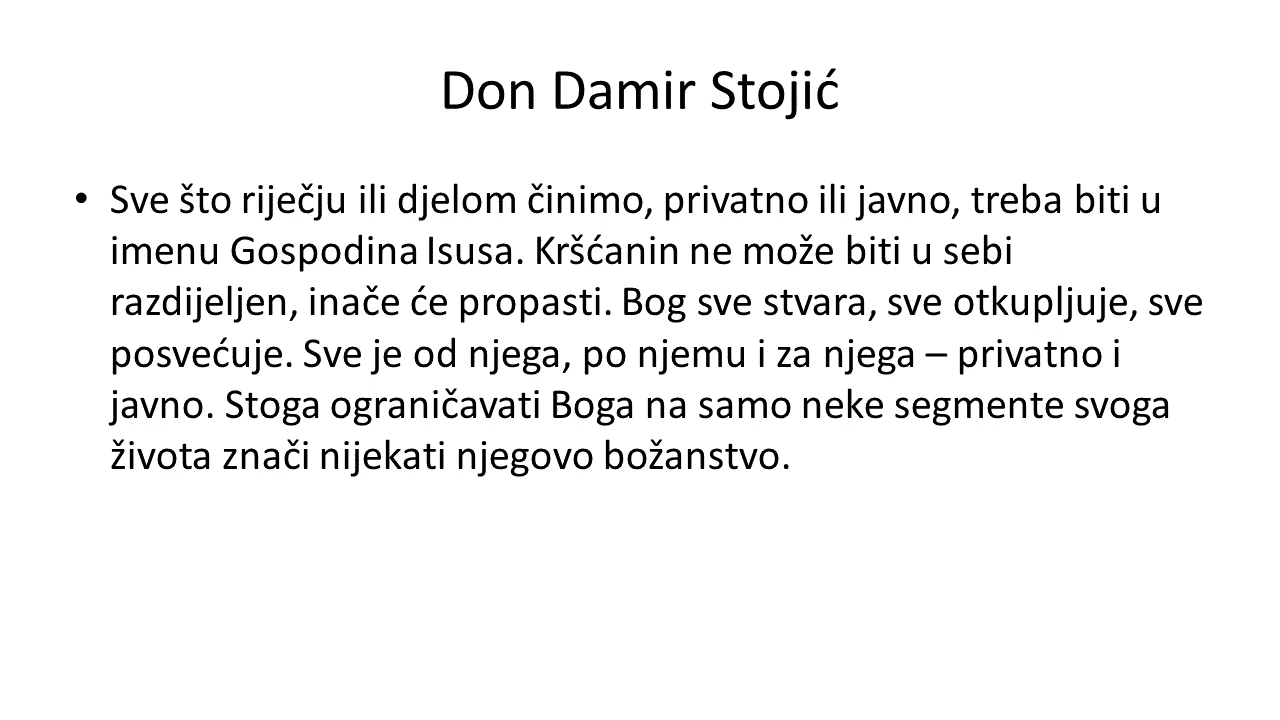 Don Damir Stojić
• Sve što riječju ili djelom činimo, privatno ili javno, treba biti u
imenu Gospodina Isusa. Kršćanin ne može biti u sebi
razdijeljen, inače će propasti. Bog sve stvara, sve otkupljuje, sve
posvećuje. Sve je od njega, po njemu i za njega – privatno i
javno. Stoga ograničavati Boga na samo neke segmente svoga
života znači nijekati njegovo božanstvo.